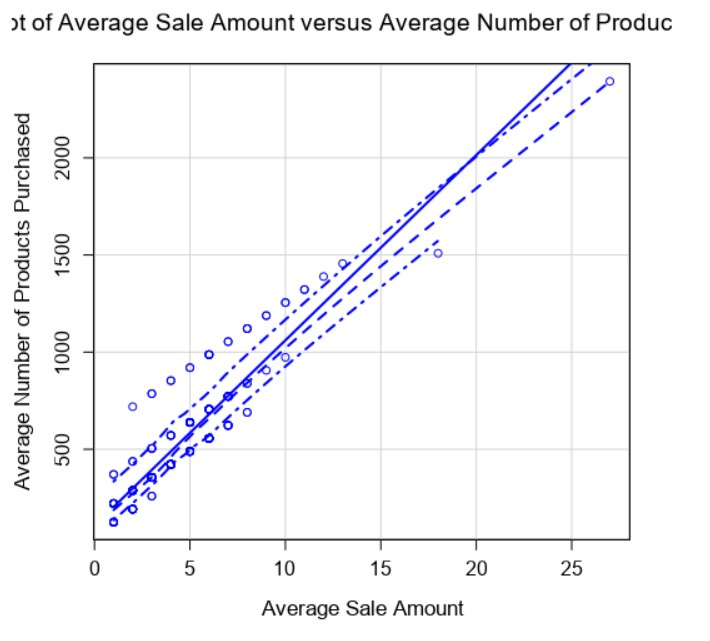 ot of Average Sale Amount versus Average Number of Produc
Average Number of Products Purchased
2000
1500
1000
500
0 5 10 15 20 25
Average Sale Amount